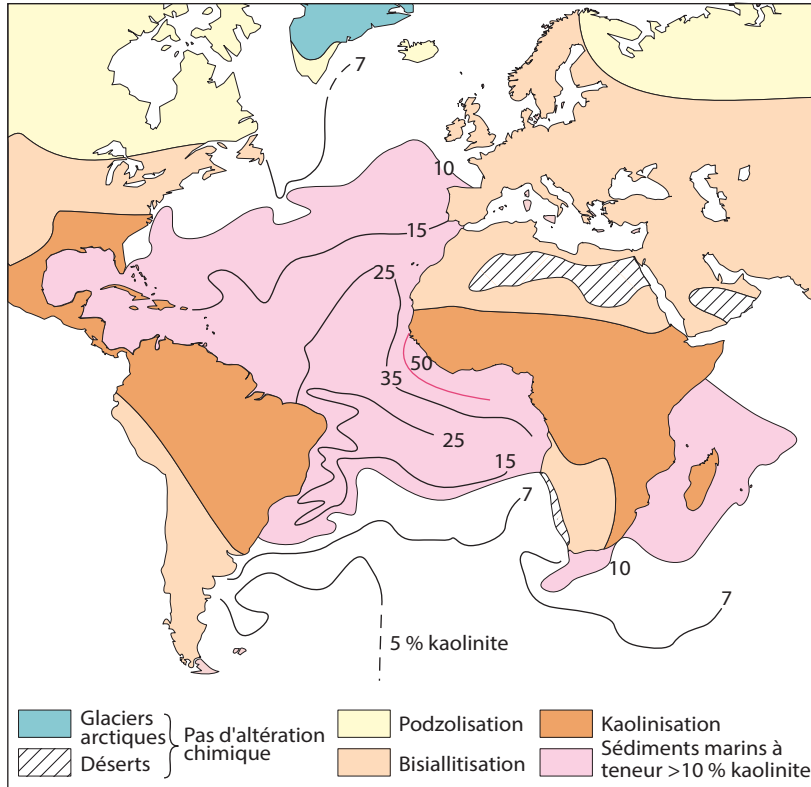 7
10
15
25
50
35
25
15
7
10
7
5 % kaolinite
Glaciers
arctiques
Déserts
Pas d'altération
chimique
Podzolisation
Bisiallitisation
Kaolinisation
Sédiments marins à
teneur >10 % kaolinite